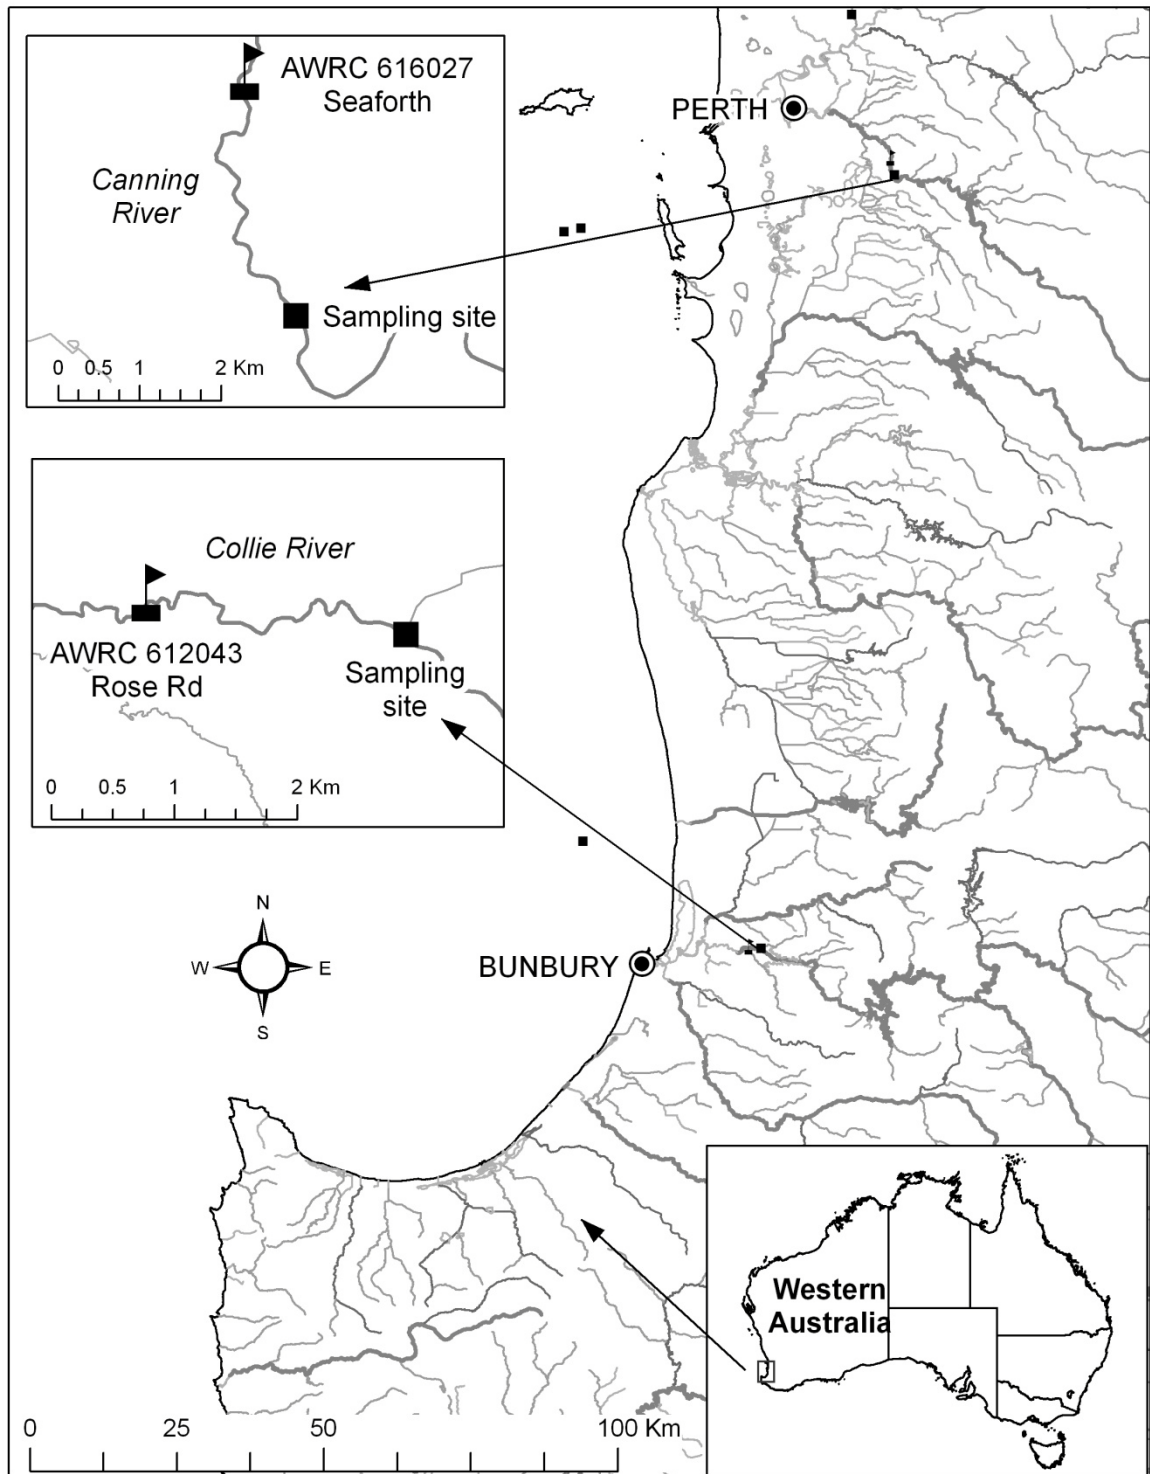 AWRC 616027
Seaforth
Canning
River
Sampling site
0 0.5 1 2 Km
PERTH
Collie River
AWRC 612043
Rose Rd
Sampling
site
0 0.5 1 2 Km
N
W E
S
BUNBURY
Western
Australia
0 25 50 100 Km